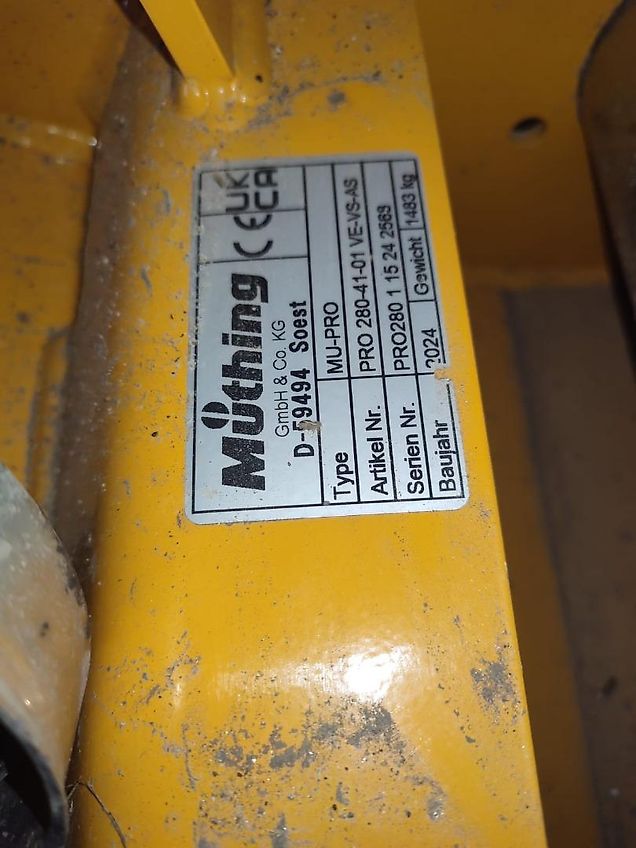 Müthing CE UK CA
GmbH & Co. KG
D-59494 Soest
Type MU-PRO
Artikel Nr. PRO 280-41-01 VE-VS-AS
Serien Nr. PRO280 1 15 24 2569
Baujahr 2024 Gewicht 1483 kg